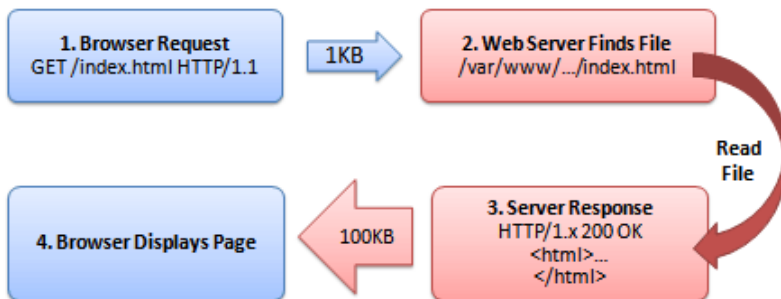 1. Browser Request
GET /index.html HTTP/1.1
1KB
2. Web Server Finds File
/var/www/.../index.html
Read
File
3. Server Response
HTTP/1.x 200 OK
<html>...
</html>
100KB
4. Browser Displays Page